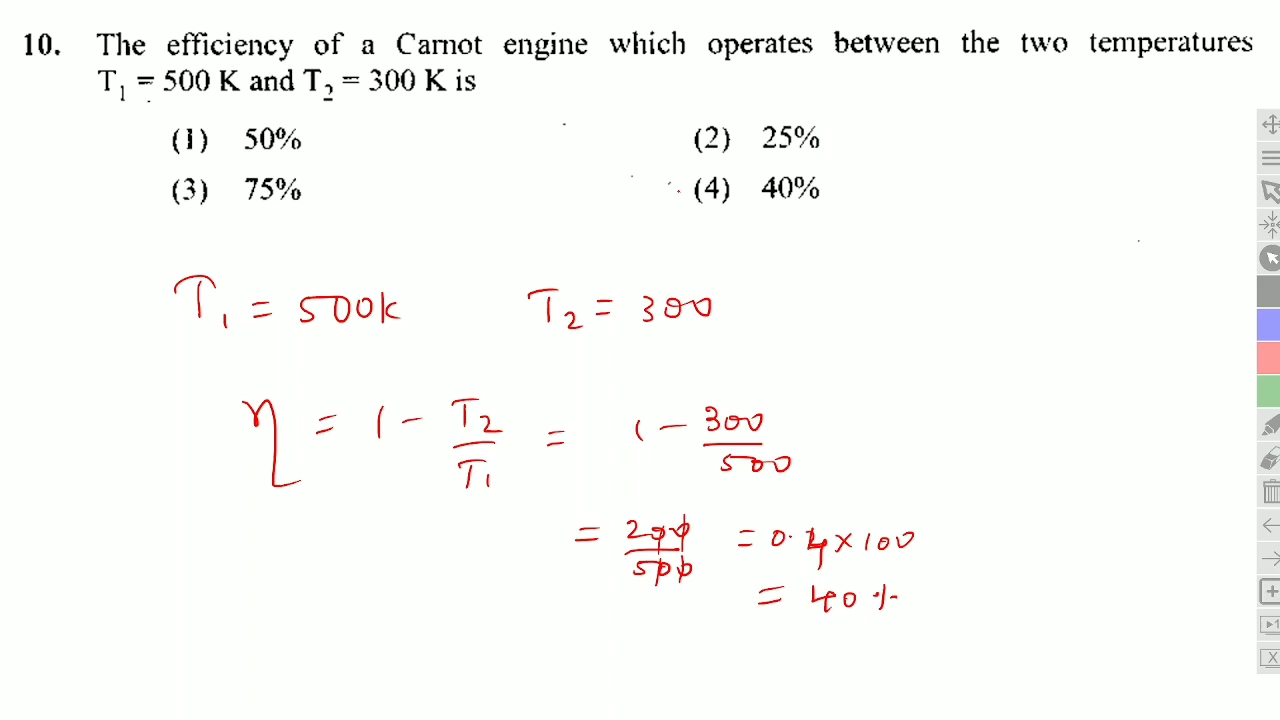 10. The efficiency of a Carnot engine which operates between the two temperatures
T₁ = 500 K and T₂ = 300 K is
(1) 50% (2) 25%
(3) 75% (4) 40%
T₁ = 500k T₂ = 300
η = 1 - T₂/T₁ = 1 - 300/500
= 200/500 = 0.4 × 100
= 40 %